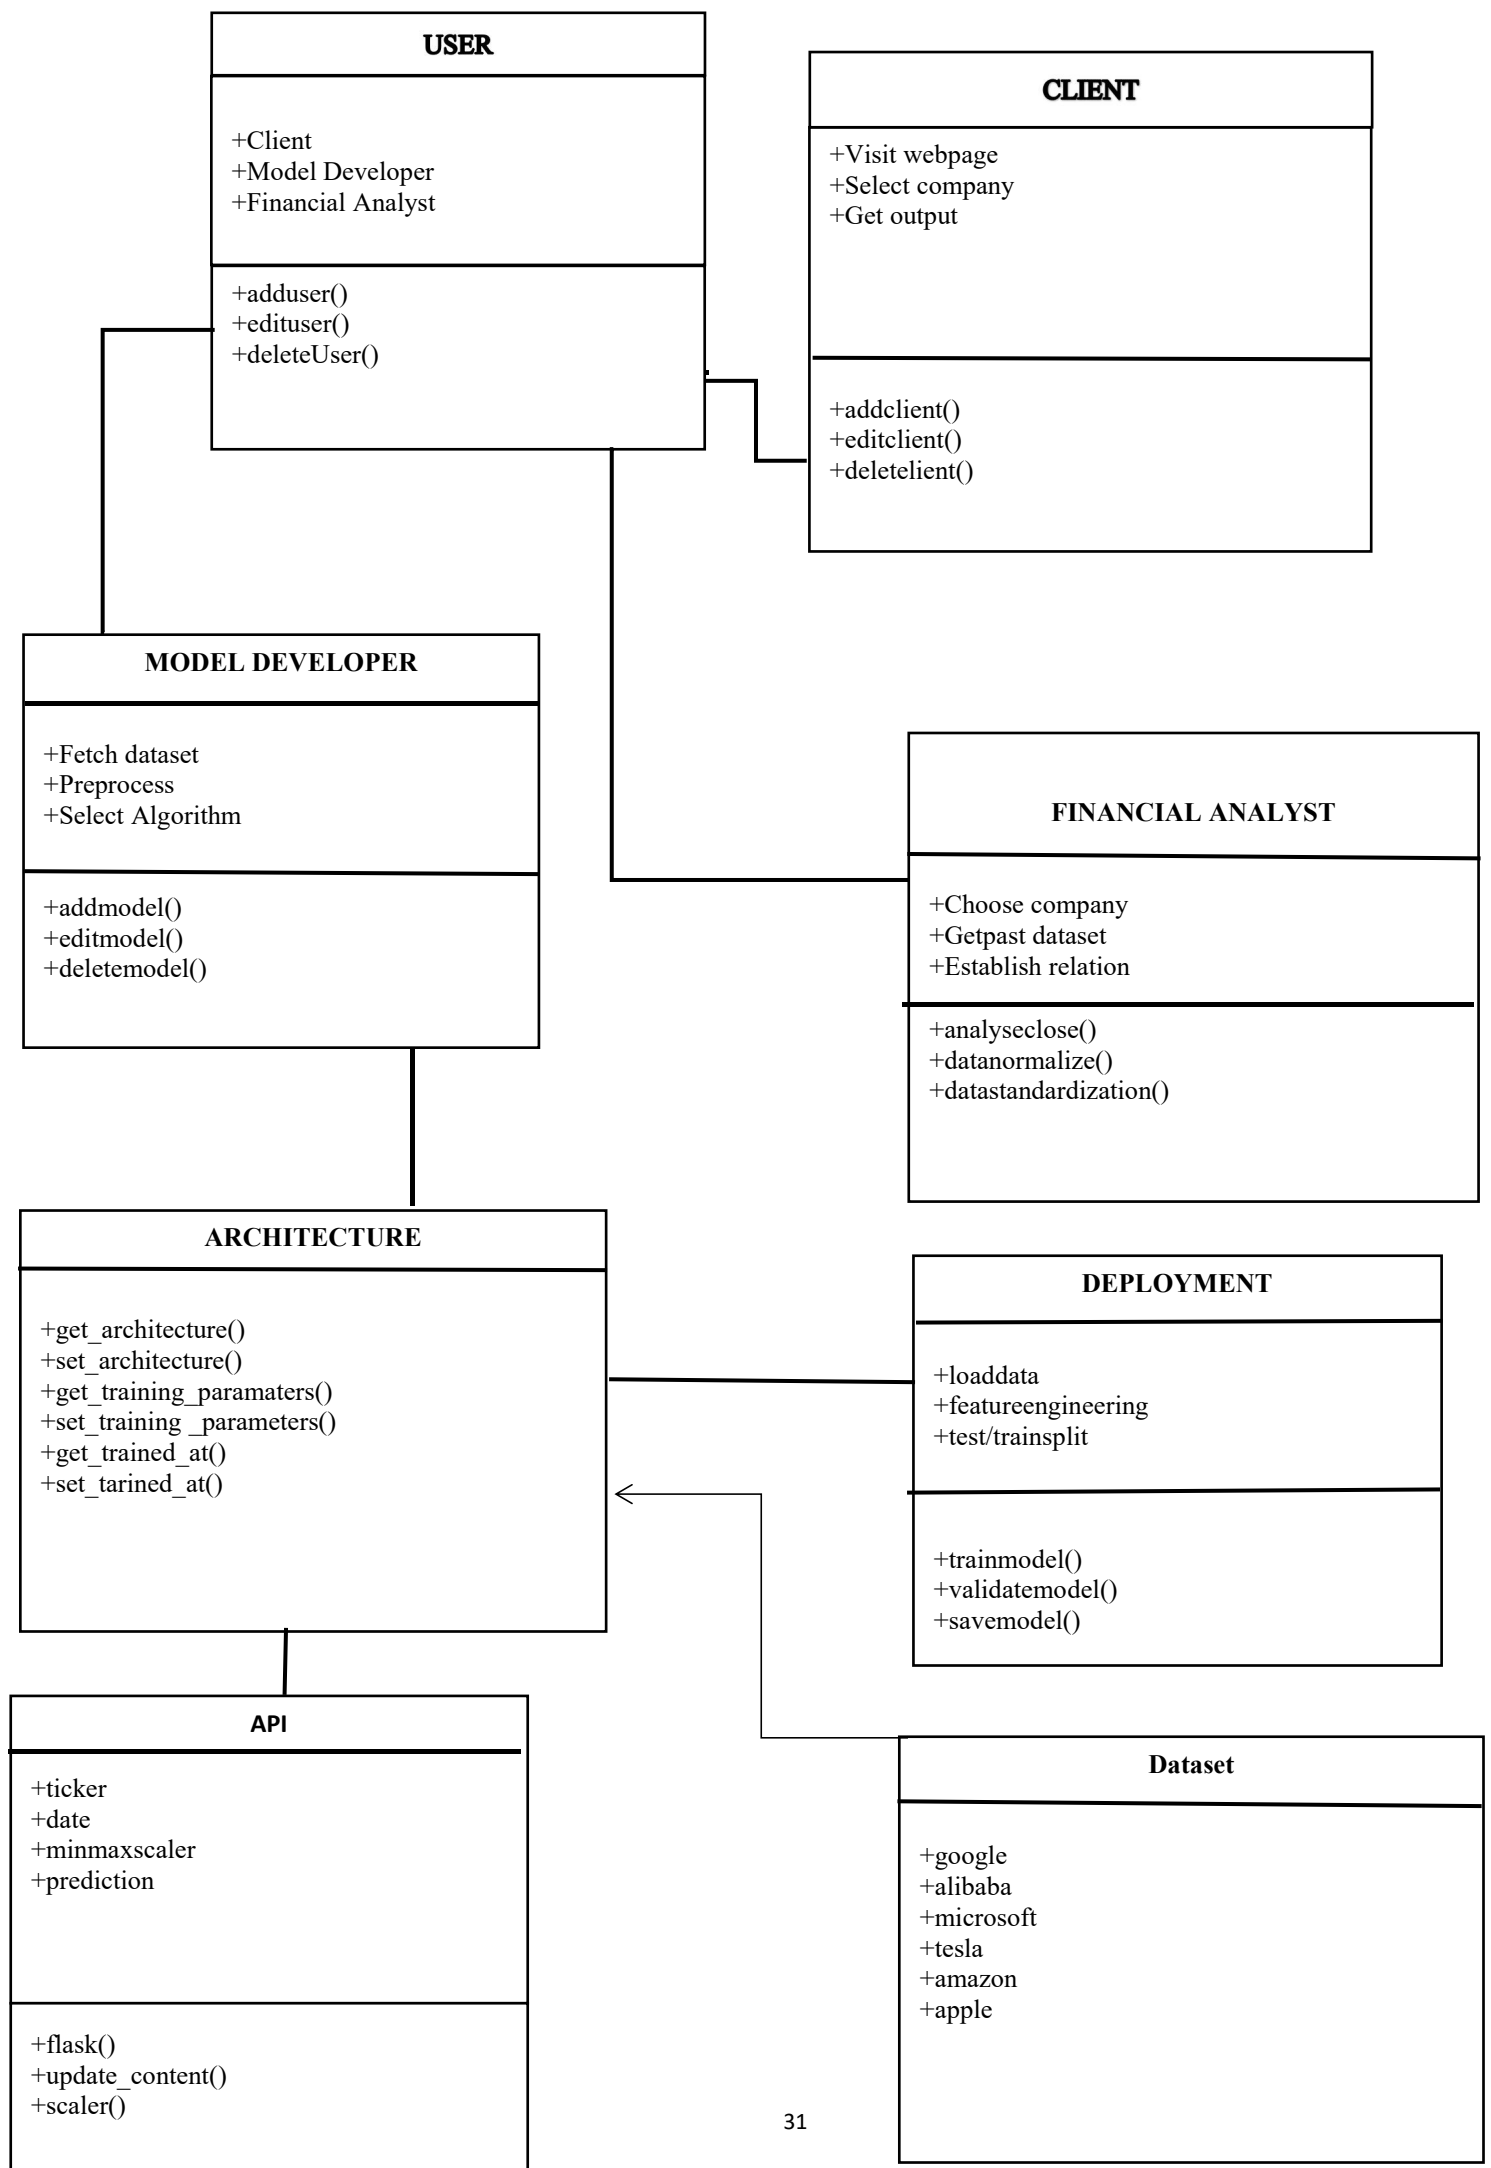 USER
+Client
+Model Developer
+Financial Analyst
+adduser()
+edituser()
+deleteUser()
CLIENT
+Visit webpage
+Select company
+Get output
+addclient()
+editclient()
+deletelient()
MODEL DEVELOPER
+Fetch dataset
+Preprocess
+Select Algorithm
+addmodel()
+editmodel()
+deletemodel()
FINANCIAL ANALYST
+Choose company
+Getpast dataset
+Establish relation
+analyseclose()
+datanormalize()
+datastandardization()
ARCHITECTURE
+get_architecture()
+set_architecture()
+get_training_paramaters()
+set_training _parameters()
+get_trained_at()
+set_tarined_at()
DEPLOYMENT
+loaddata
+featureengineering
+test/trainsplit
+trainmodel()
+validatemodel()
+savemodel()
API
+ticker
+date
+minmaxscaler
+prediction
+flask()
+update_content()
+scaler()
Dataset
+google
+alibaba
+microsoft
+tesla
+amazon
+apple
31